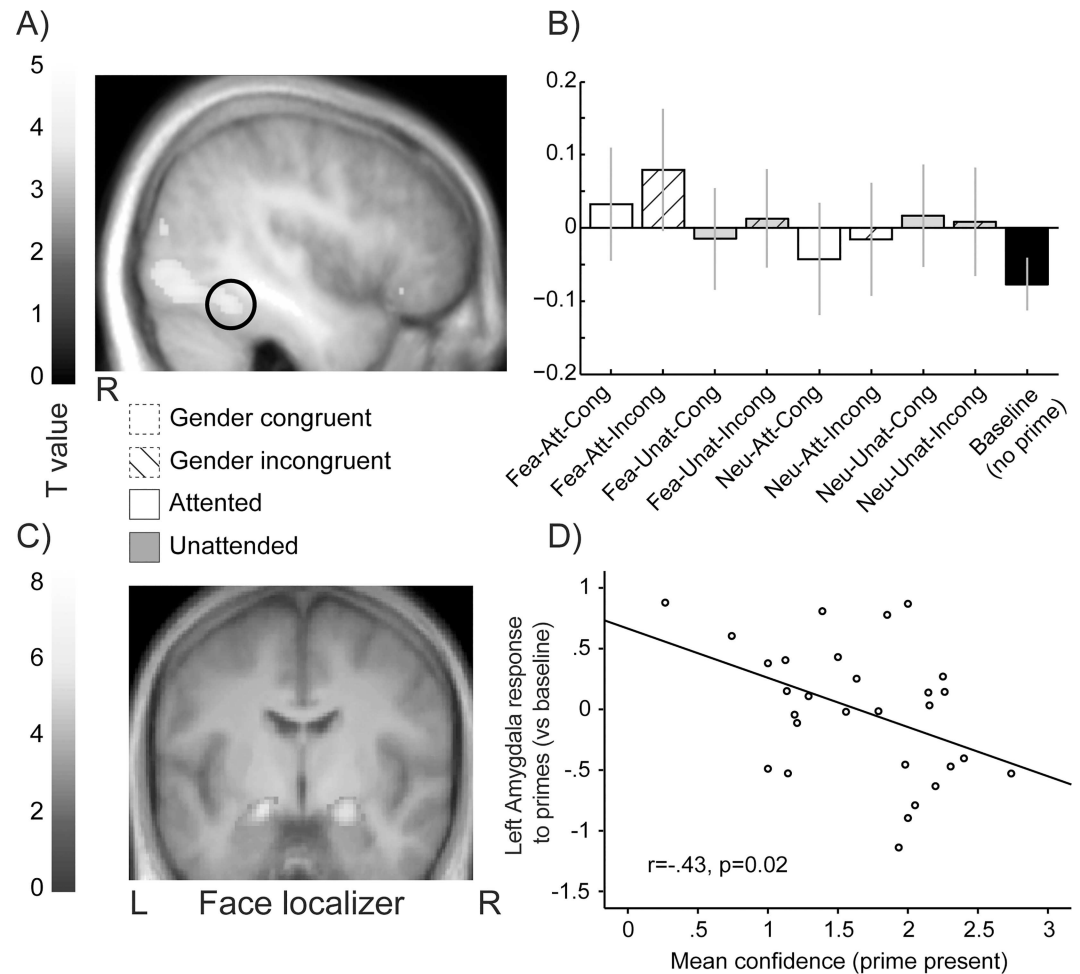 A)
5
4
3
2
1
0
T value
R
Gender congruent
Gender incongruent
Attented
Unattended
B)
0.2
0.1
0
−0.1
−0.2
Fea-Att-Cong
Fea-Att-Incong
Fea-Unat-Cong
Fea-Unat-Incong
Neu-Att-Cong
Neu-Att-Incong
Neu-Unat-Cong
Neu-Unat-Incong
Baseline
(no prime)
C)
8
6
4
2
0
L Face localizer R
D)
Left Amygdala response
to primes (vs baseline)
1
.5
0
-.5
-1
-1.5
r=-.43, p=0.02
0 .5 1 1.5 2 2.5 3
Mean confidence (prime present)